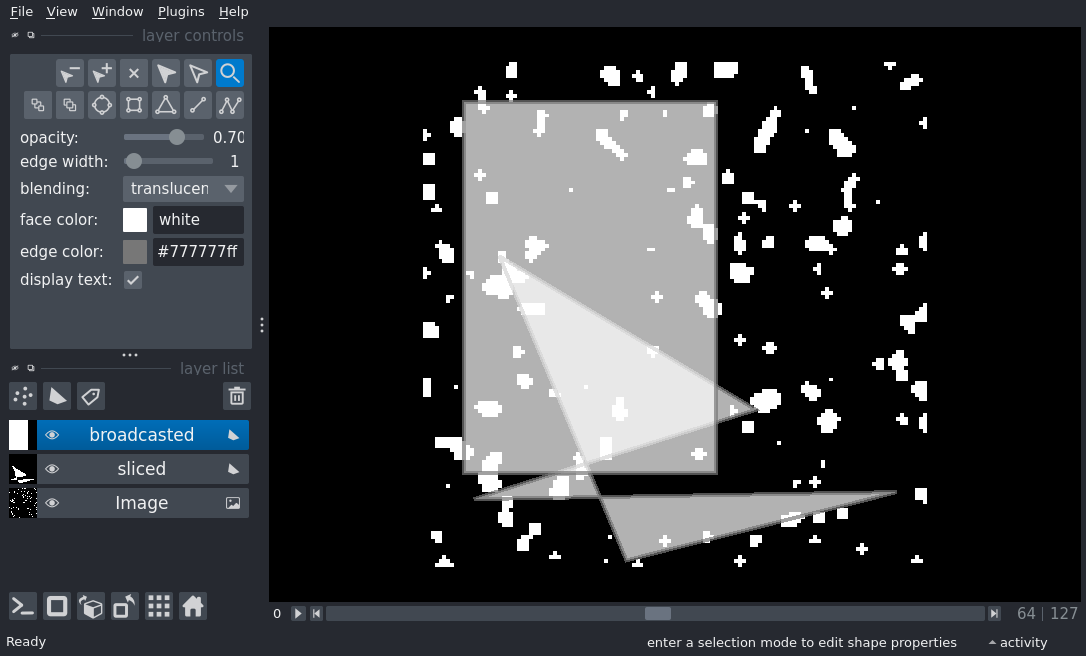 File View Window Plugins Help
layer controls
opacity: 0.70
edge width: 1
blending: translucen
face color: white
edge color: #777777ff
display text:
layer list
broadcasted
sliced
Image
0 64 | 127
Ready enter a selection mode to edit shape properties activity